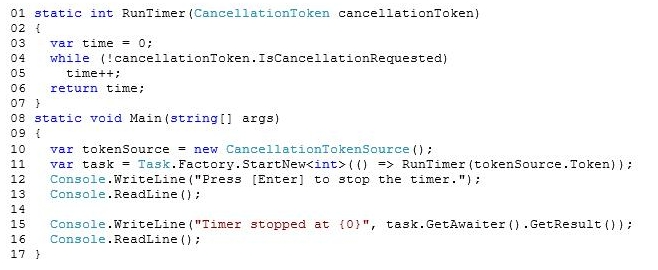 01 static int RunTimer(CancellationToken cancellationToken)
02 {
03   var time = 0;
04   while (!cancellationToken.IsCancellationRequested)
05     time++;
06   return time;
07 }
08 static void Main(string[] args)
09 {
10   var tokenSource = new CancellationTokenSource();
11   var task = Task.Factory.StartNew<int>(() => RunTimer(tokenSource.Token));
12   Console.WriteLine("Press [Enter] to stop the timer.");
13   Console.ReadLine();
14
15   Console.WriteLine("Timer stopped at {0}", task.GetAwaiter().GetResult());
16   Console.ReadLine();
17 }